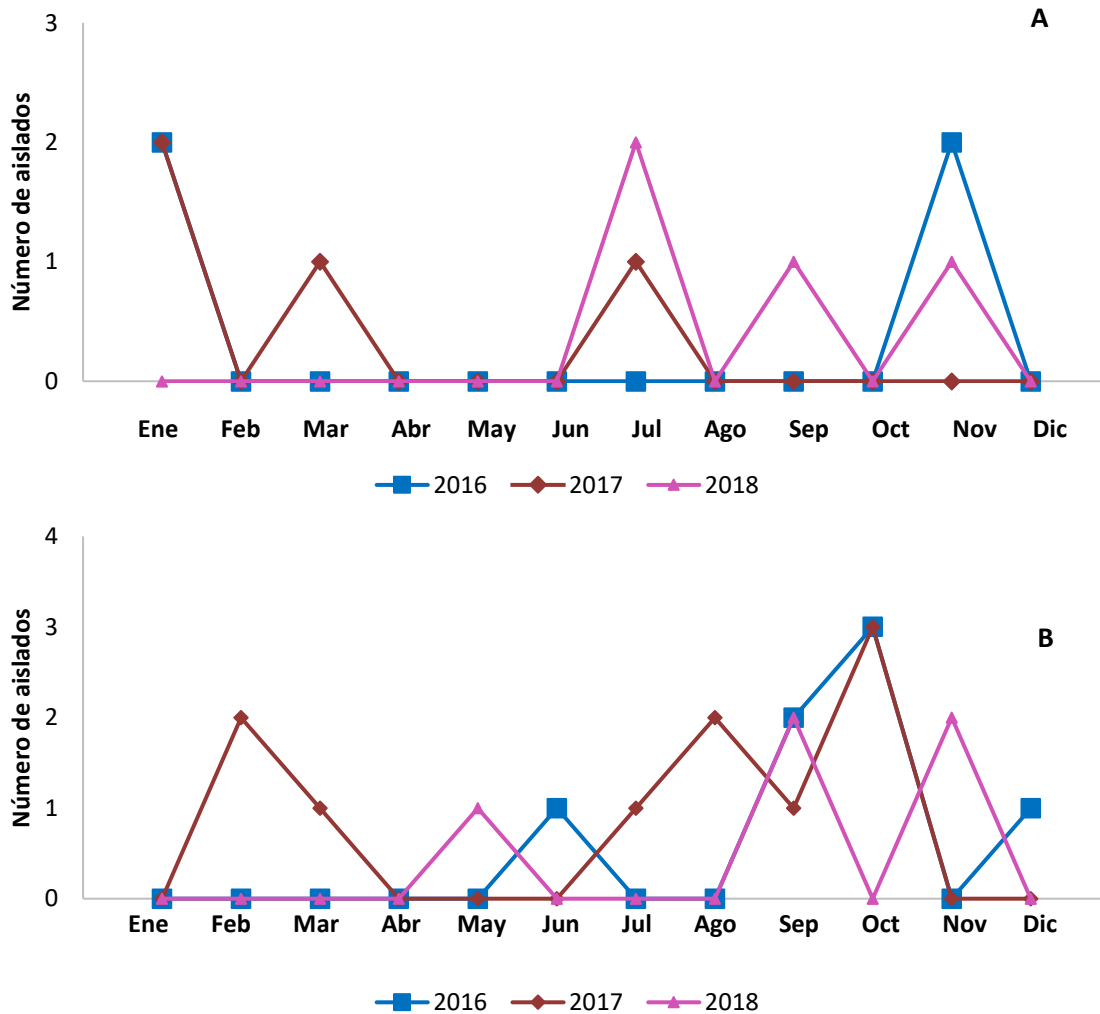 A
3
2
1
0
Número de aislados
Ene Feb Mar Abr May Jun Jul Ago Sep Oct Nov Dic
2016 2017 2018
4
3
2
1
0
Número de aislados
B
Ene Feb Mar Abr May Jun Jul Ago Sep Oct Nov Dic
2016 2017 2018